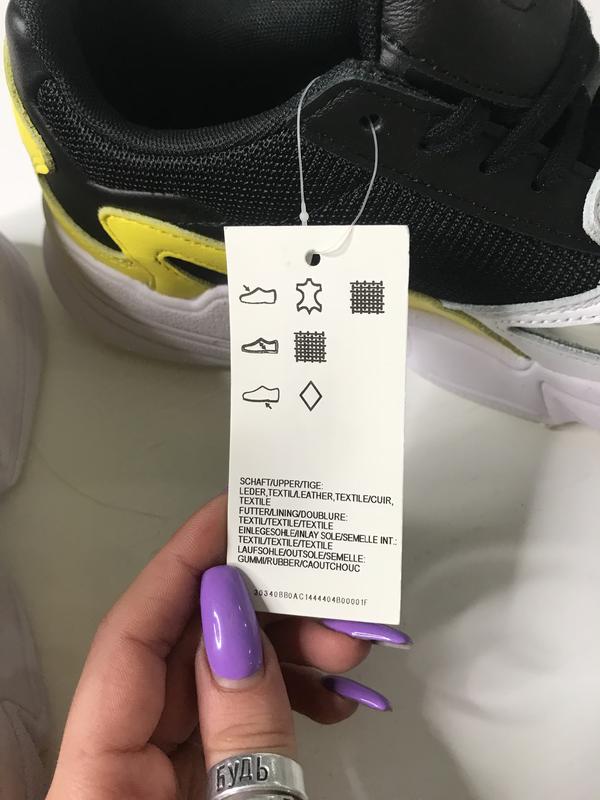 SCHAFT/UPPER/TIGE:
LEDER,TEXTIL/LEATHER,TEXTILE/CUIR,
TEXTILE
FUTTER/LINING/DOUBLURE:
TEXTIL/TEXTILE/TEXTILE
EINLEGESOHLE/INLAY SOLE/SEMELLE INT.:
TEXTIL/TEXTILE/TEXTILE
LAUFSOHLE/OUTSOLE/SEMELLE:
GUMMI/RUBBER/CAOUTCHOUC
30340BB0AC1444404B00001F
БУДЬ